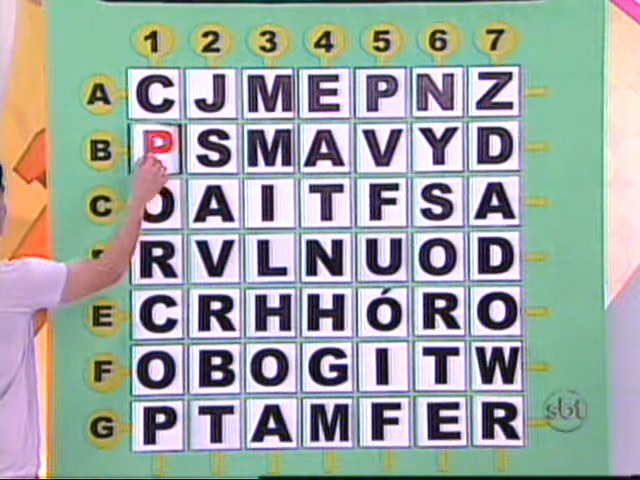 1 2 3 4 5 6 7
A C J M E P N Z
B P S M A V Y D
C O A I T F S A
R V L N U O D
E C R H H Ó R O
F O B O G I T W
G P T A M F E R
sbt